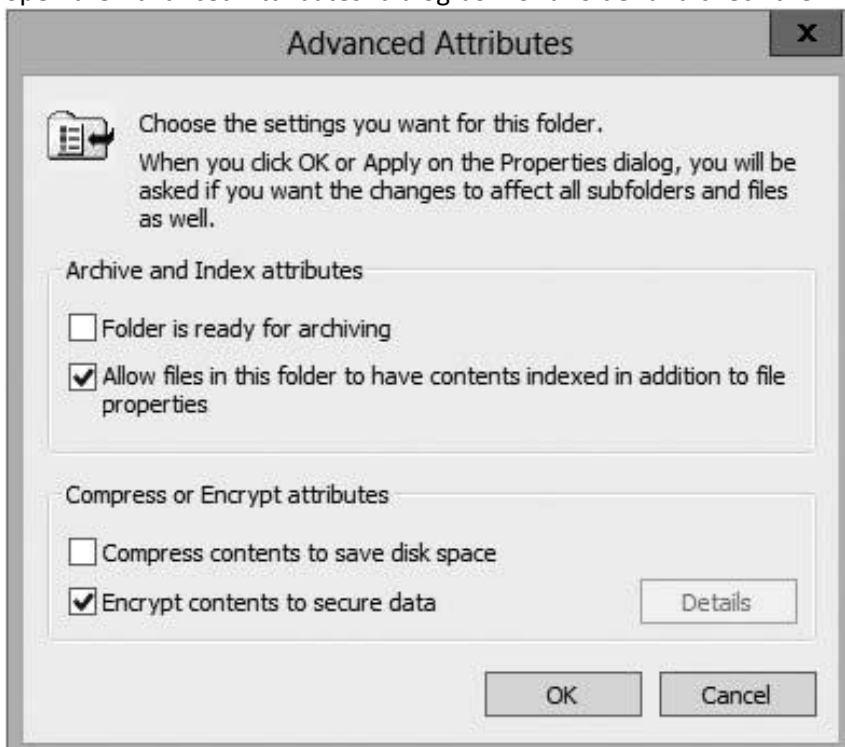 Advanced Attributes
x
Choose the settings you want for this folder.
When you click OK or Apply on the Properties dialog, you will be
asked if you want the changes to affect all subfolders and files
as well.
Archive and Index attributes
Folder is ready for archiving
Allow files in this folder to have contents indexed in addition to file
properties
Compress or Encrypt attributes
Compress contents to save disk space
Encrypt contents to secure data
Details
OK
Cancel